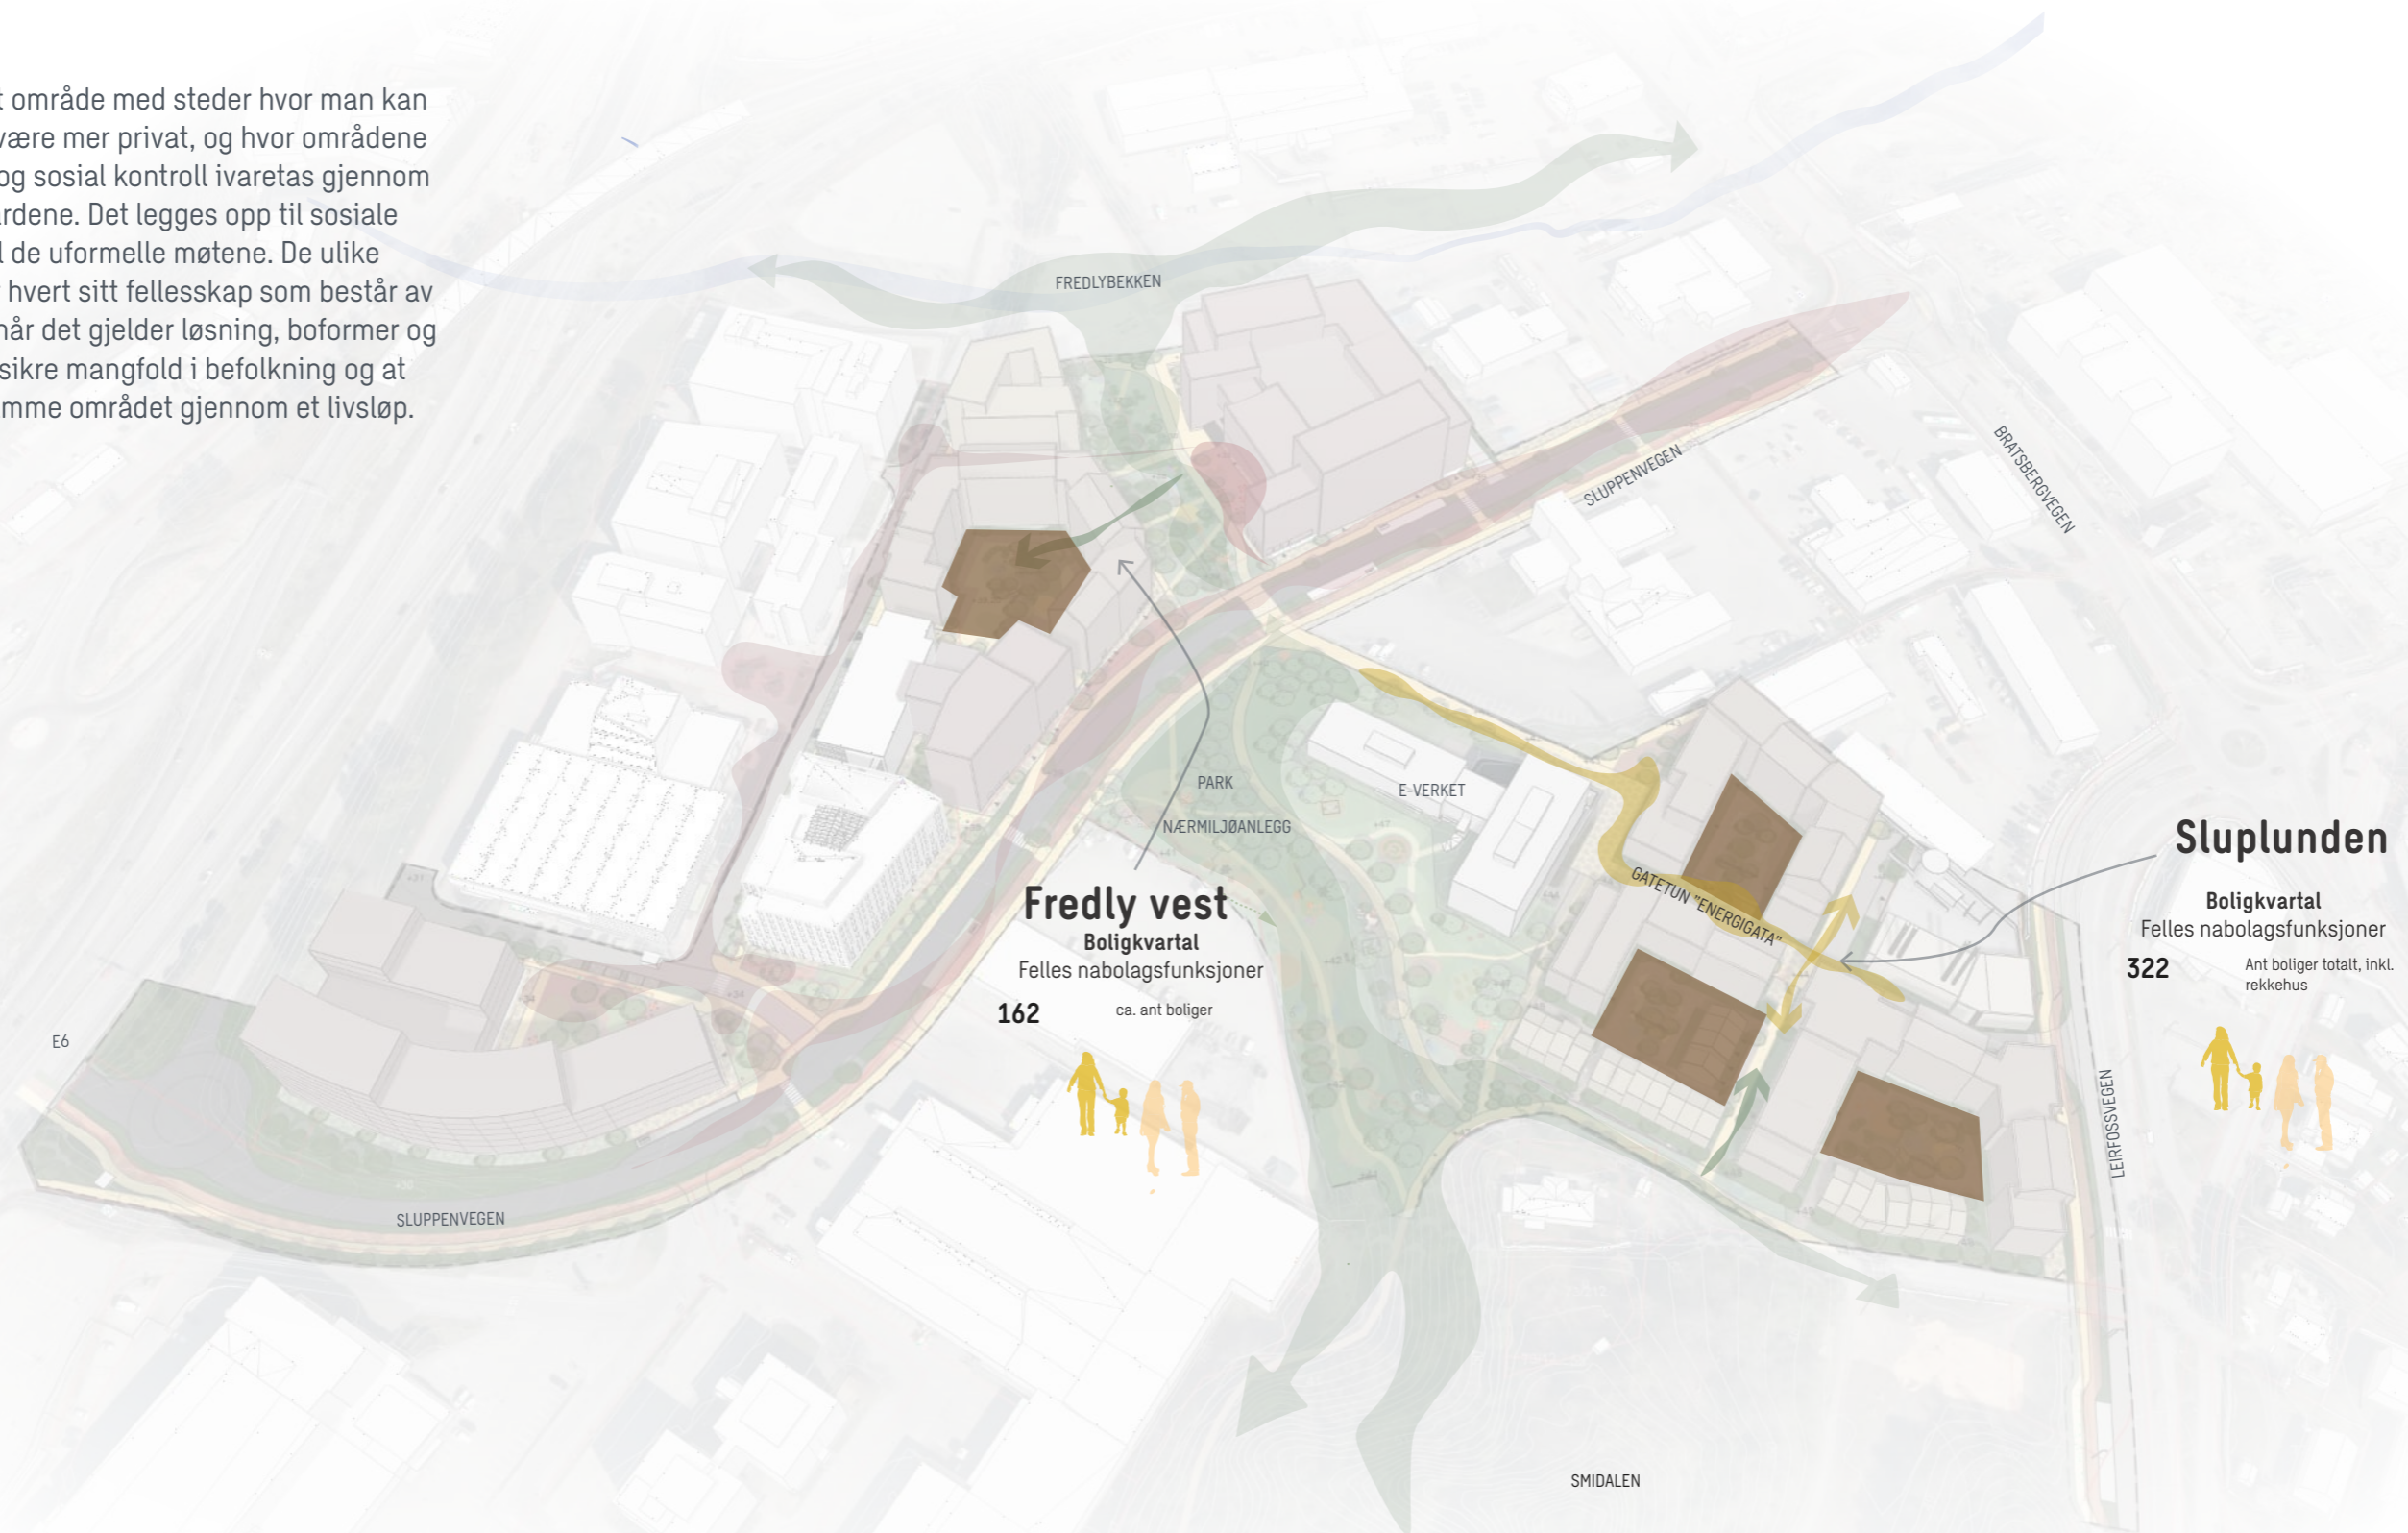 t område med steder hvor man kan
være mer privat, og hvor områdene
og sosial kontroll ivaretas gjennom
rdene. Det legges opp til sosiale
l de uformelle møtene. De ulike
hvert sitt fellesskap som består av
når det gjelder løsning, boformer og
sikre mangfold i befolkning og at
mme området gjennom et livsløp.
FREDLYBEKKEN
SLUPPENVEGEN
BRATSBERGVEGEN
PARK
NÆRMILJØANLEGG
E-VERKET
GATETUN "ENERGIGATA"
Fredly vest
Boligkvartal
Felles nabolagsfunksjoner
162 ca. ant boliger
Sluplunden
Boligkvartal
Felles nabolagsfunksjoner
322 Ant boliger totalt, inkl.
rekkehus
E6
LEIRFOSSVEGEN
SLUPPENVEGEN
SMIDALEN